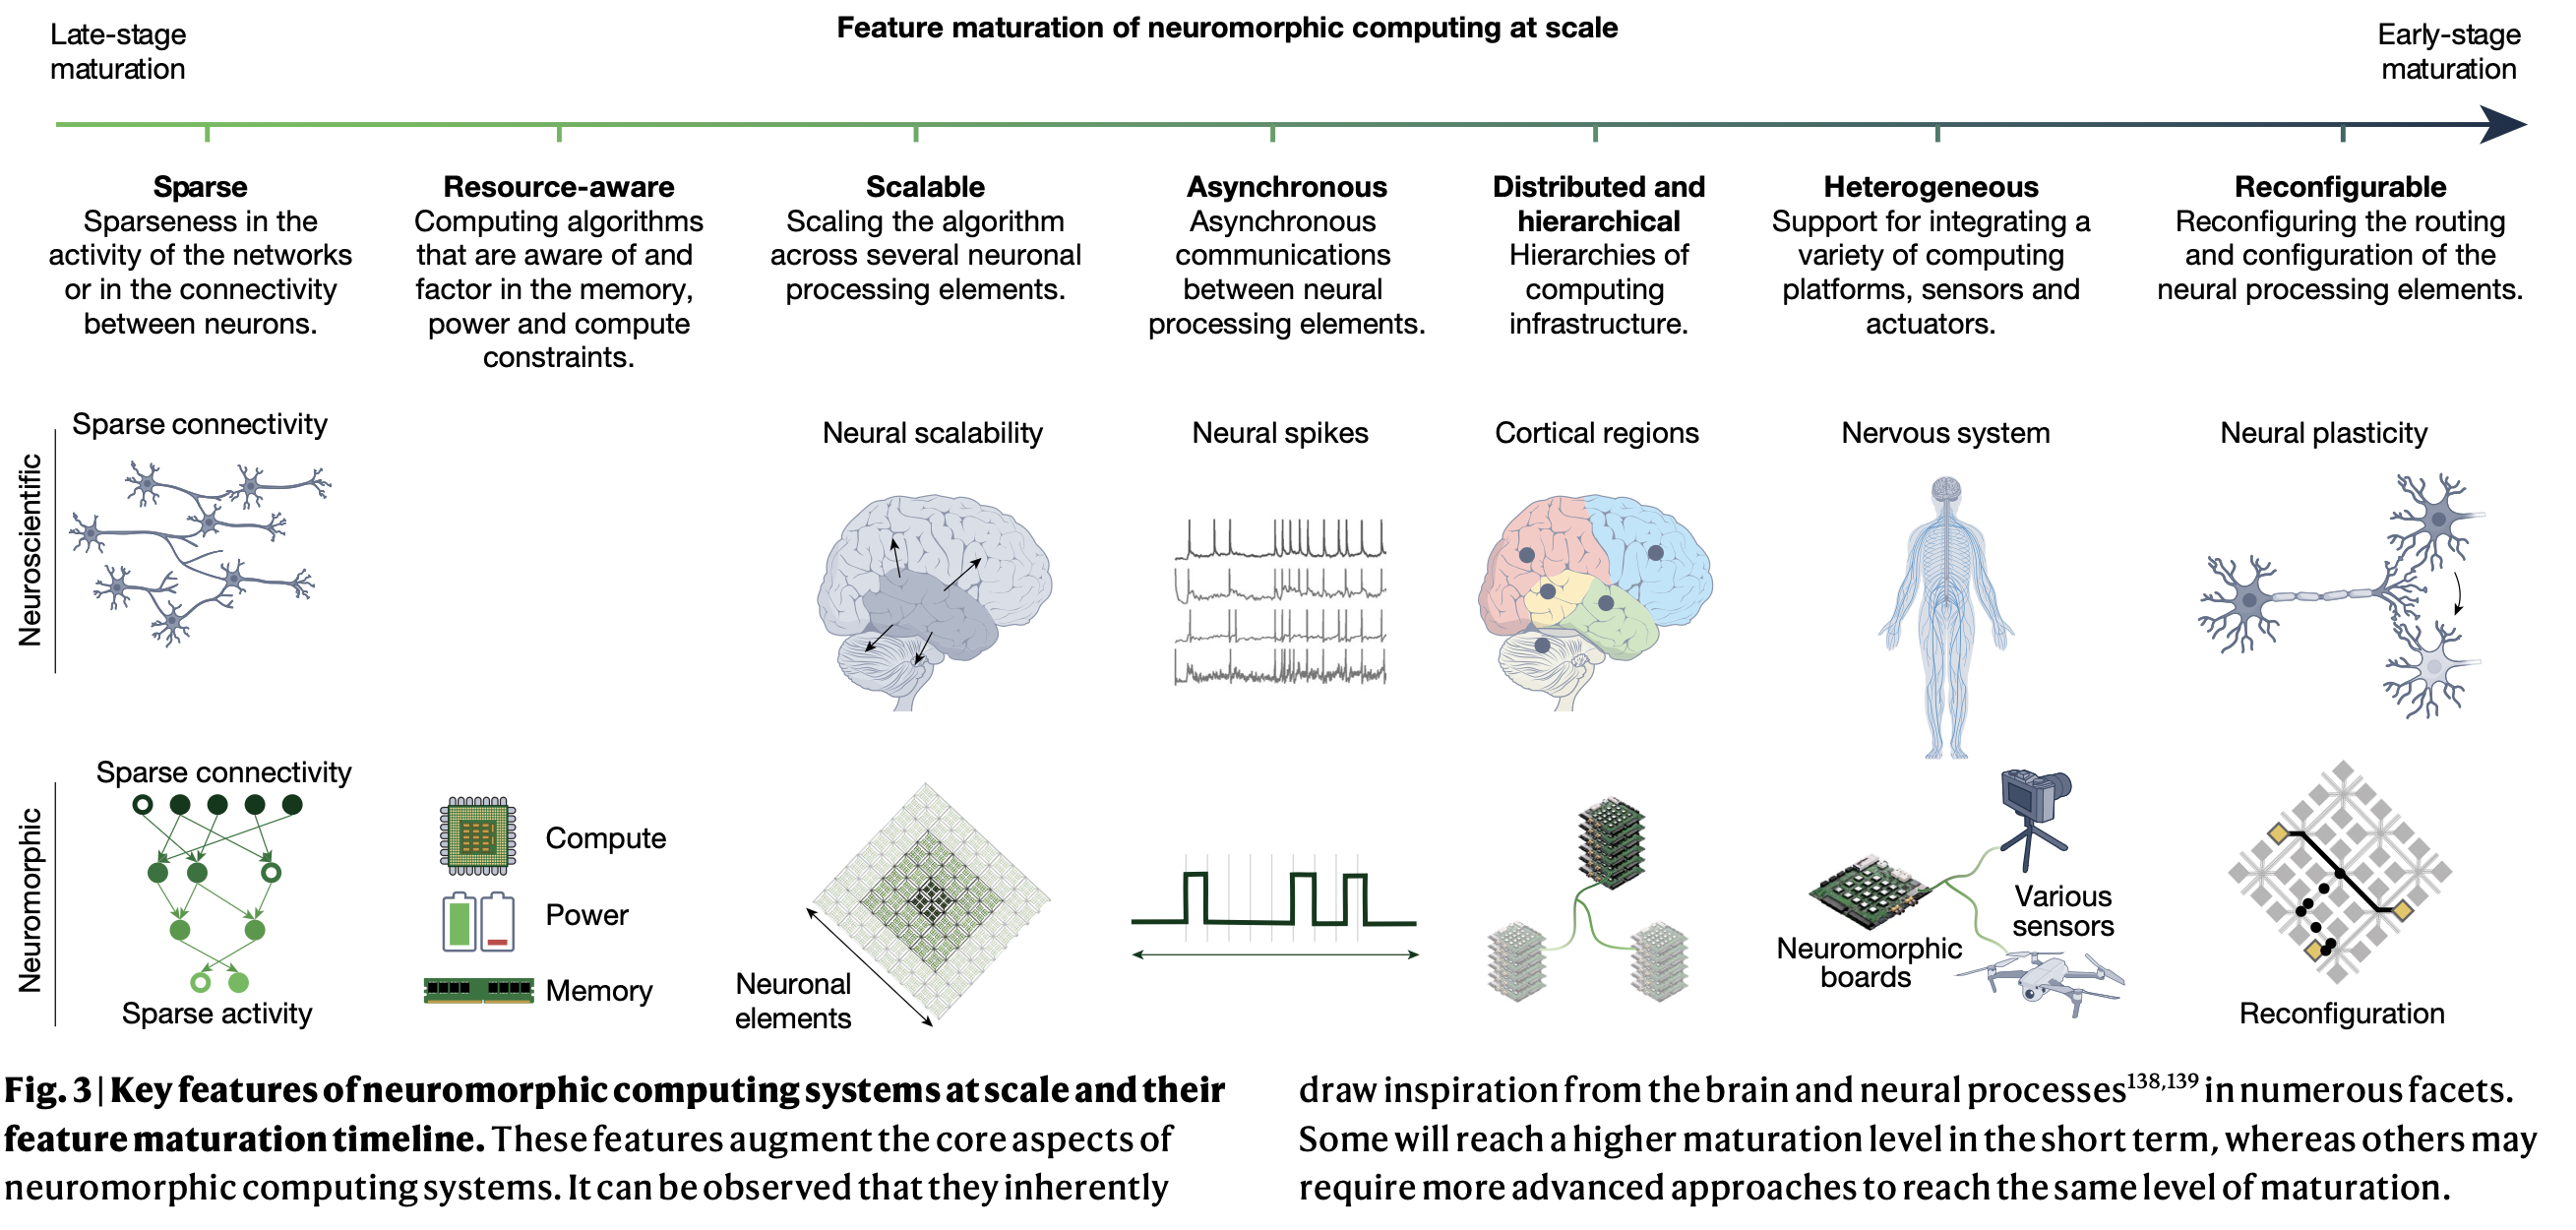 Feature maturation of neuromorphic computing at scale
Late-stage
maturation
Early-stage
maturation
Sparse
Sparseness in the
activity of the networks
or in the connectivity
between neurons.
Resource-aware
Computing algorithms
that are aware of and
factor in the memory,
power and compute
constraints.
Scalable
Scaling the algorithm
across several neuronal
processing elements.
Asynchronous
Asynchronous
communications
between neural
processing elements.
Distributed and
hierarchical
Hierarchies of
computing
infrastructure.
Heterogeneous
Support for integrating a
variety of computing
platforms, sensors and
actuators.
Reconfigurable
Reconfiguring the routing
and configuration of the
neural processing elements.
Neuroscientific
Sparse connectivity
Neural scalability
Neural spikes
Cortical regions
Nervous system
Neural plasticity
Neuromorphic
Sparse connectivity
Sparse activity
Compute
Power
Memory
Neuronal
elements
Neuromorphic
boards
Various
sensors
Reconfiguration
Fig. 3 | Key features of neuromorphic computing systems at scale and their
feature maturation timeline. These features augment the core aspects of
neuromorphic computing systems. It can be observed that they inherently
draw inspiration from the brain and neural processes138,139 in numerous facets.
Some will reach a higher maturation level in the short term, whereas others may
require more advanced approaches to reach the same level of maturation.